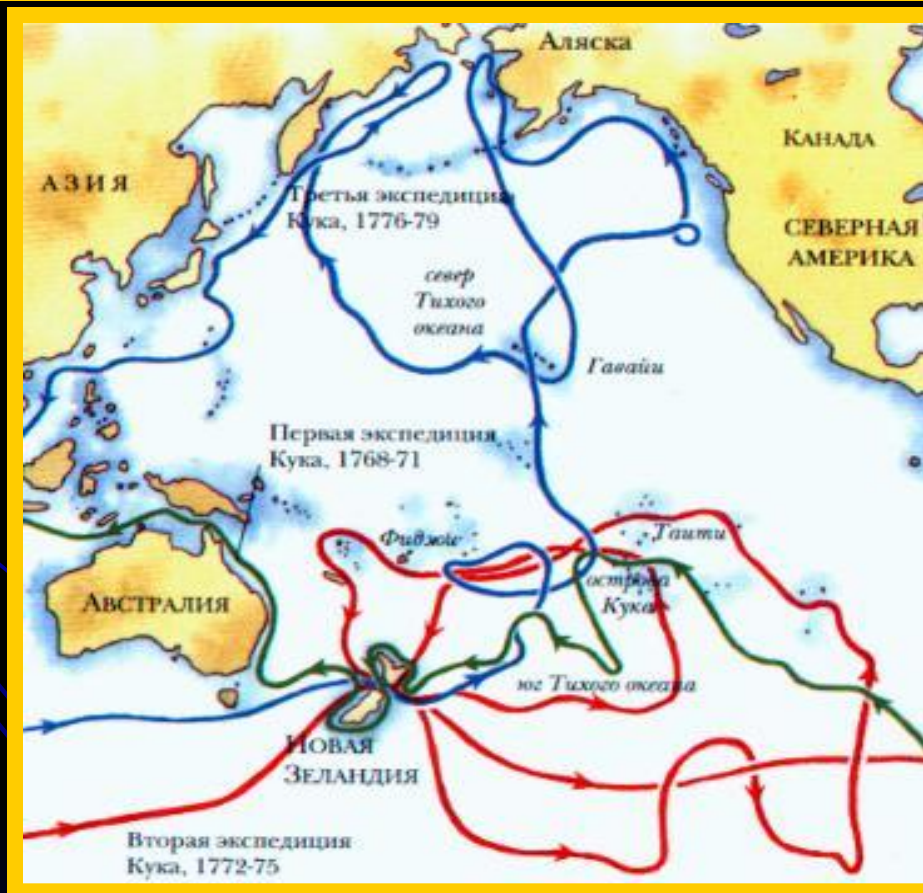 Аляска
КАНАДА
АЗИЯ
Третья экспедиция
Кука, 1776-79
СЕВЕРНАЯ
АМЕРИКА
север
Тихого
океана
Гавайи
Первая экспедиция
Кука, 1768-71
Фиджи
Таити
острова
Кука
АВСТРАЛИЯ
юг Тихого океана
НОВАЯ
ЗЕЛАНДИЯ
Вторая экспедиция
Кука, 1772-75